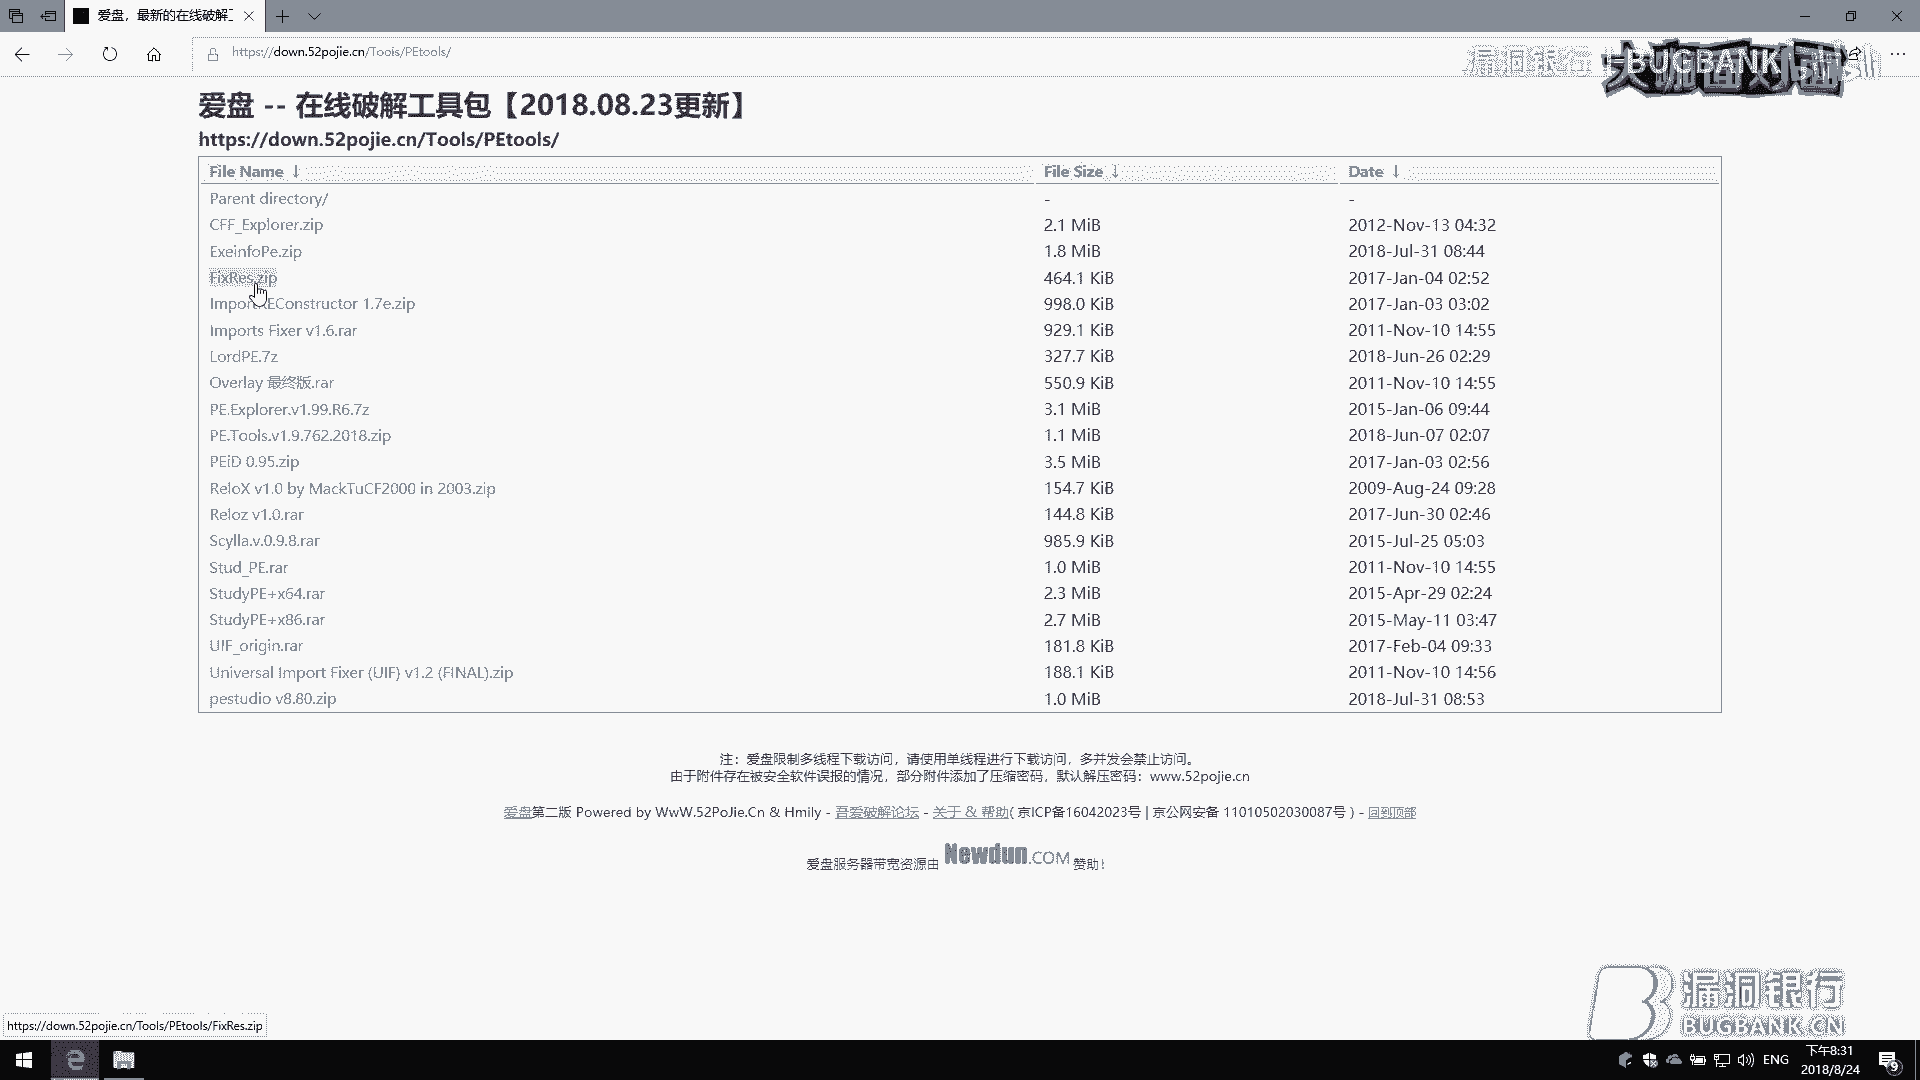 爱盘，最新的在线破解工
https://down.52pojie.cn/Tools/PEtools/
漏洞银行 | BUGBANK
爱盘 -- 在线破解工具包【2018.08.23更新】
https://down.52pojie.cn/Tools/PEtools/
File Name ↓ File Size ↓ Date ↓
Parent directory/ - -
CFF_Explorer.zip 2.1 MiB 2012-Nov-13 04:32
ExeinfoPe.zip 1.8 MiB 2018-Jul-31 08:44
FixRes.zip 464.1 KiB 2017-Jan-04 02:52
ImportREConstructor 1.7e.zip 998.0 KiB 2017-Jan-03 03:02
Imports Fixer v1.6.rar 929.1 KiB 2011-Nov-10 14:55
LordPE.7z 327.7 KiB 2018-Jun-26 02:29
Overlay 最终版.rar 550.9 KiB 2011-Nov-10 14:55
PE.Explorer.v1.99.R6.7z 3.1 MiB 2015-Jan-06 09:44
PE.Tools.v1.9.762.2018.zip 1.1 MiB 2018-Jun-07 02:07
PEiD 0.95.zip 3.5 MiB 2017-Jan-03 02:56
ReloX v1.0 by MackTuCF2000 in 2003.zip 154.7 KiB 2009-Aug-24 09:28
Reloz v1.0.rar 144.8 KiB 2017-Jun-30 02:46
Scylla.v.0.9.8.rar 985.9 KiB 2015-Jul-25 05:03
Stud_PE.rar 1.0 MiB 2011-Nov-10 14:55
StudyPE+x64.rar 2.3 MiB 2015-Apr-29 02:24
StudyPE+x86.rar 2.7 MiB 2015-May-11 03:47
UIF_origin.rar 181.8 KiB 2017-Feb-04 09:33
Universal Import Fixer (UIF) v1.2 (FINAL).zip 188.1 KiB 2011-Nov-10 14:56
pestudio v8.80.zip 1.0 MiB 2018-Jul-31 08:53
注：爱盘限制多线程下载访问，请使用单线程进行下载访问，多并发会禁止访问。
由于附件存在被安全软件误报的情况，部分附件添加了压缩密码，默认解压密码：www.52pojie.cn
爱盘第二版 Powered by WwW.52PoJie.Cn & Hmily - 吾爱破解论坛 - 关于 & 帮助( 京ICP备16042023号 | 京公网安备 11010502030087号 ) - 回到顶部
爱盘服务器带宽资源由 Newdun.COM 赞助！
漏洞银行
BUGBANK.CN
https://down.52pojie.cn/Tools/PEtools/FixRes.zip
ENG
下午8:31
2018/8/24
9